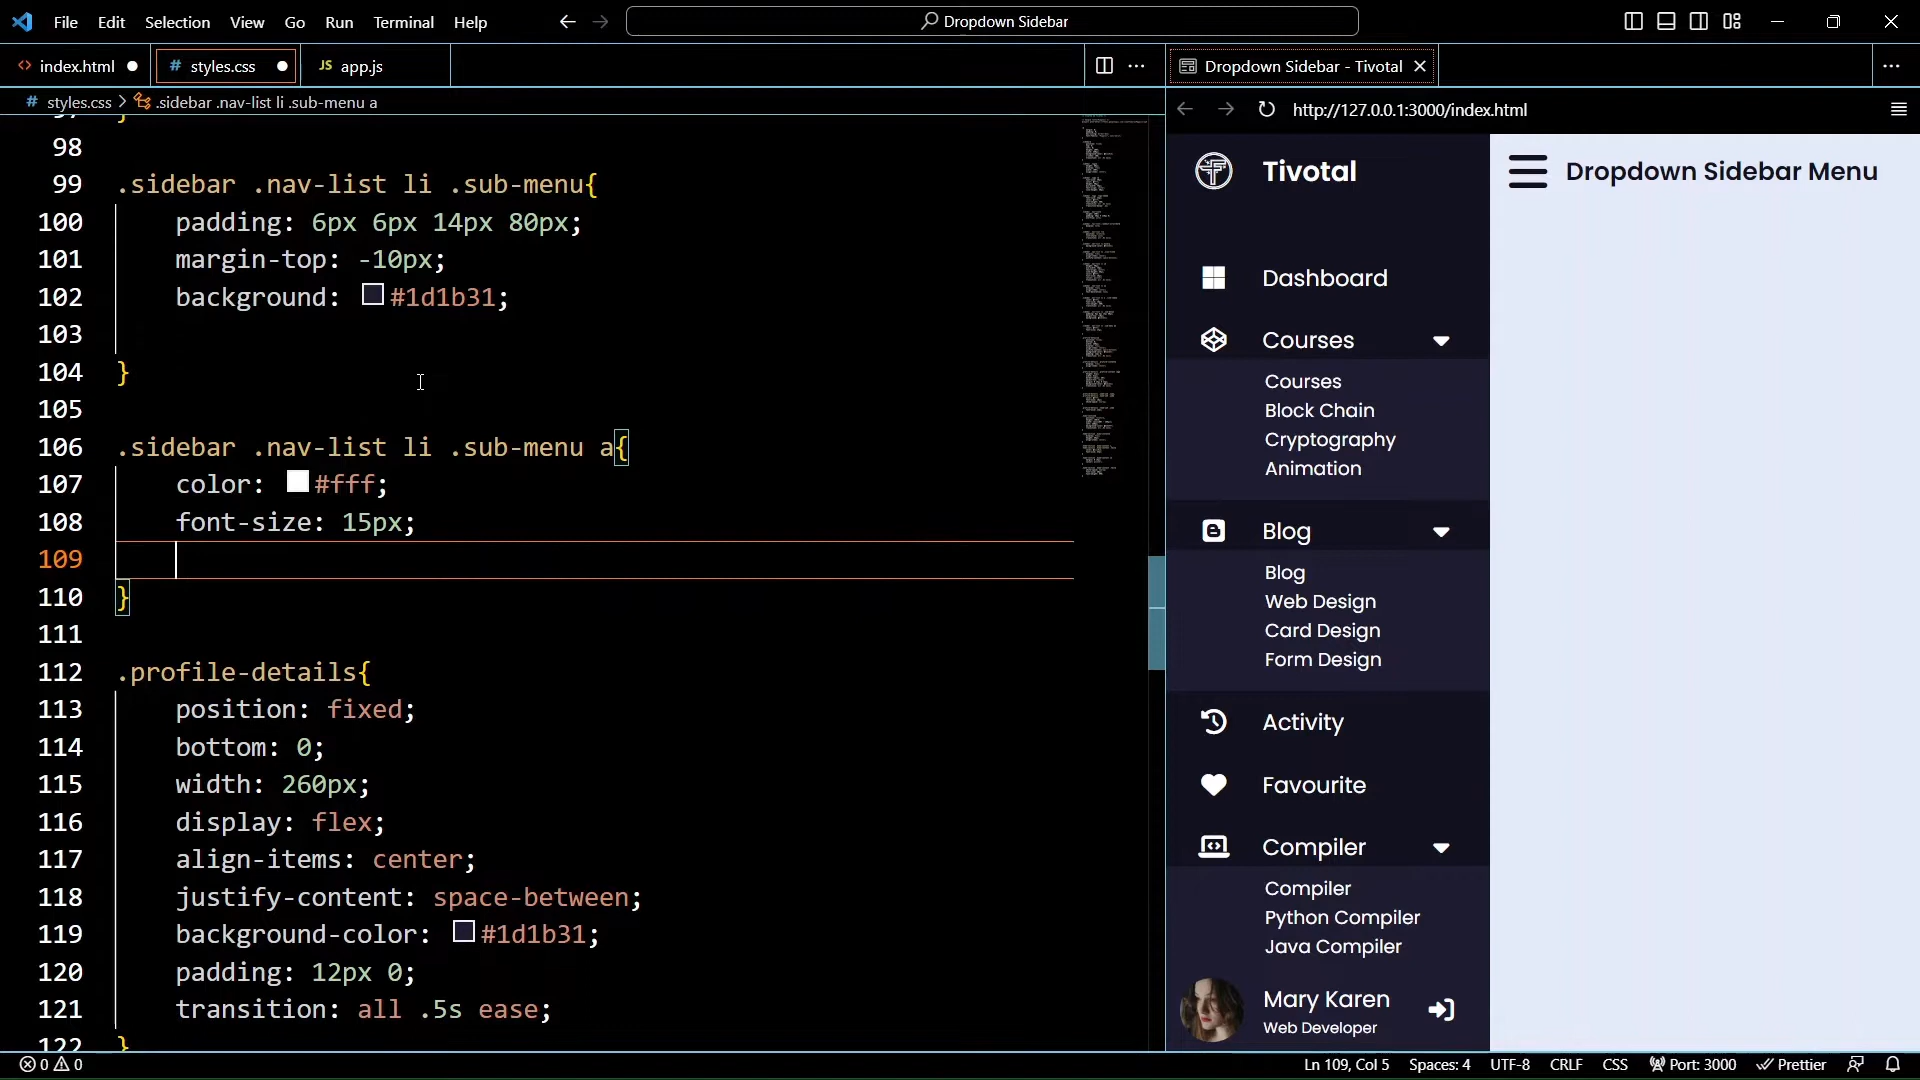 File Edit Selection View Go Run Terminal Help
Dropdown Sidebar
index.html
# styles.css
JS app.js
Dropdown Sidebar - Tivotal
# styles.css > .sidebar .nav-list li .sub-menu a
http://127.0.0.1:3000/index.html
97 }
98
99 .sidebar .nav-list li .sub-menu{
100 padding: 6px 6px 14px 80px;
101 margin-top: -10px;
102 background: #1d1b31;
103
104 }
105
106 .sidebar .nav-list li .sub-menu a{
107 color: #fff;
108 font-size: 15px;
109
110 }
111
112 .profile-details{
113 position: fixed;
114 bottom: 0;
115 width: 260px;
116 display: flex;
117 align-items: center;
118 justify-content: space-between;
119 background-color: #1d1b31;
120 padding: 12px 0;
121 transition: all .5s ease;
122 }
Tivotal
Dropdown Sidebar Menu
Dashboard
Courses
Courses
Block Chain
Cryptography
Animation
Blog
Blog
Web Design
Card Design
Form Design
Activity
Favourite
Compiler
Compiler
Python Compiler
Java Compiler
Mary Karen
Web Developer
0 0
Ln 109, Col 5 Spaces: 4 UTF-8 CRLF CSS Port: 3000 Prettier